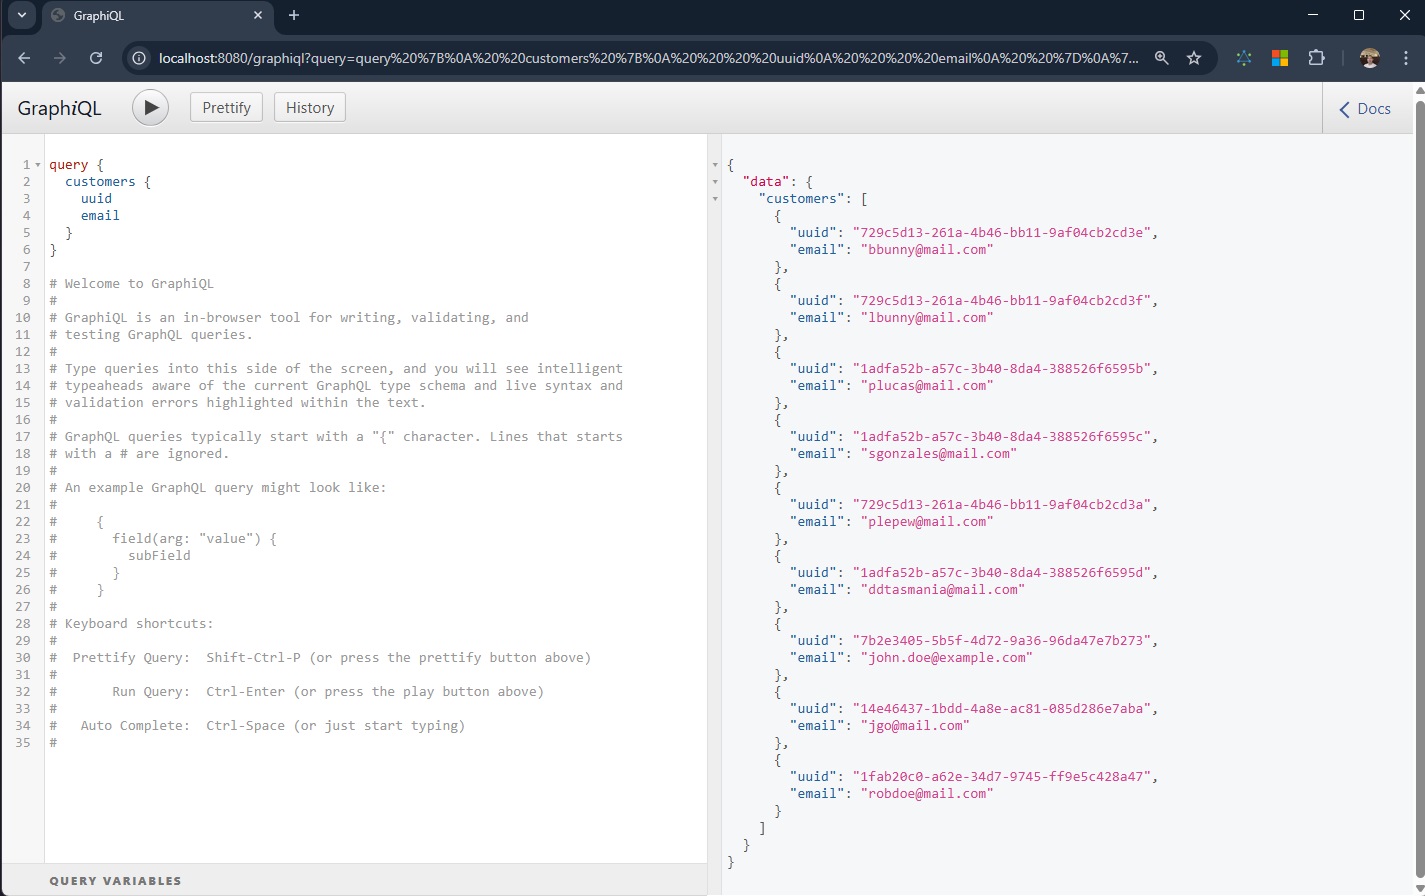 GraphiQL
localhost:8080/graphiql?query=query%20%7B%0A%20%20customers%20%7B%0A%20%20%20%20uuid%0A%20%20%20%20email%0A%20%20%7D%0A%7...
GraphiQL
Prettify
History
Docs
1 query {
2   customers {
3     uuid
4     email
5   }
6 }
7
8 # Welcome to GraphiQL
9 #
10 # GraphiQL is an in-browser tool for writing, validating, and
11 # testing GraphQL queries.
12 #
13 # Type queries into this side of the screen, and you will see intelligent
14 # typeaheads aware of the current GraphQL type schema and live syntax and
15 # validation errors highlighted within the text.
16 #
17 # GraphQL queries typically start with a "{" character. Lines that starts
18 # with a # are ignored.
19 #
20 # An example GraphQL query might look like:
21 #
22 #     {
23 #       field(arg: "value") {
24 #         subField
25 #       }
26 #     }
27 #
28 # Keyboard shortcuts:
29 #
30 #  Prettify Query:  Shift-Ctrl-P (or press the prettify button above)
31 #
32 #       Run Query:  Ctrl-Enter (or press the play button above)
33 #
34 #   Auto Complete:  Ctrl-Space (or just start typing)
35 #
QUERY VARIABLES
{
  "data": {
    "customers": [
      {
        "uuid": "729c5d13-261a-4b46-bb11-9af04cb2cd3e",
        "email": "bbunny@mail.com"
      },
      {
        "uuid": "729c5d13-261a-4b46-bb11-9af04cb2cd3f",
        "email": "lbunny@mail.com"
      },
      {
        "uuid": "1adfa52b-a57c-3b40-8da4-388526f6595b",
        "email": "plucas@mail.com"
      },
      {
        "uuid": "1adfa52b-a57c-3b40-8da4-388526f6595c",
        "email": "sgonzales@mail.com"
      },
      {
        "uuid": "729c5d13-261a-4b46-bb11-9af04cb2cd3a",
        "email": "plepew@mail.com"
      },
      {
        "uuid": "1adfa52b-a57c-3b40-8da4-388526f6595d",
        "email": "ddtasmania@mail.com"
      },
      {
        "uuid": "7b2e3405-5b5f-4d72-9a36-96da47e7b273",
        "email": "john.doe@example.com"
      },
      {
        "uuid": "14e46437-1bdd-4a8e-ac81-085d286e7aba",
        "email": "jgo@mail.com"
      },
      {
        "uuid": "1fab20c0-a62e-34d7-9745-ff9e5c428a47",
        "email": "robdoe@mail.com"
      }
    ]
  }
}